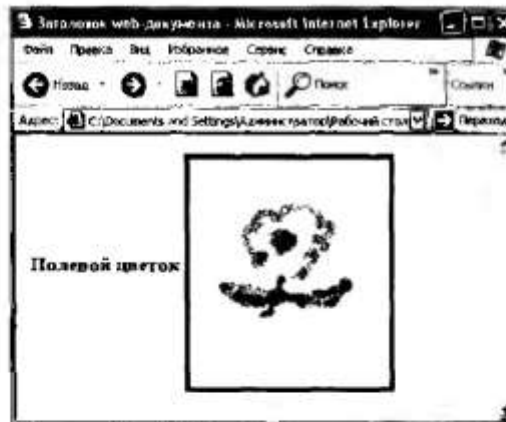 Заголовок web-документа - Microsoft Internet Explorer
Файл Правка Вид Избранное Сервис Справка
Назад Поиск Ссылки
Адрес: C:\Documents and Settings\Администратор\Рабочий стол Переход
Полевой цветок